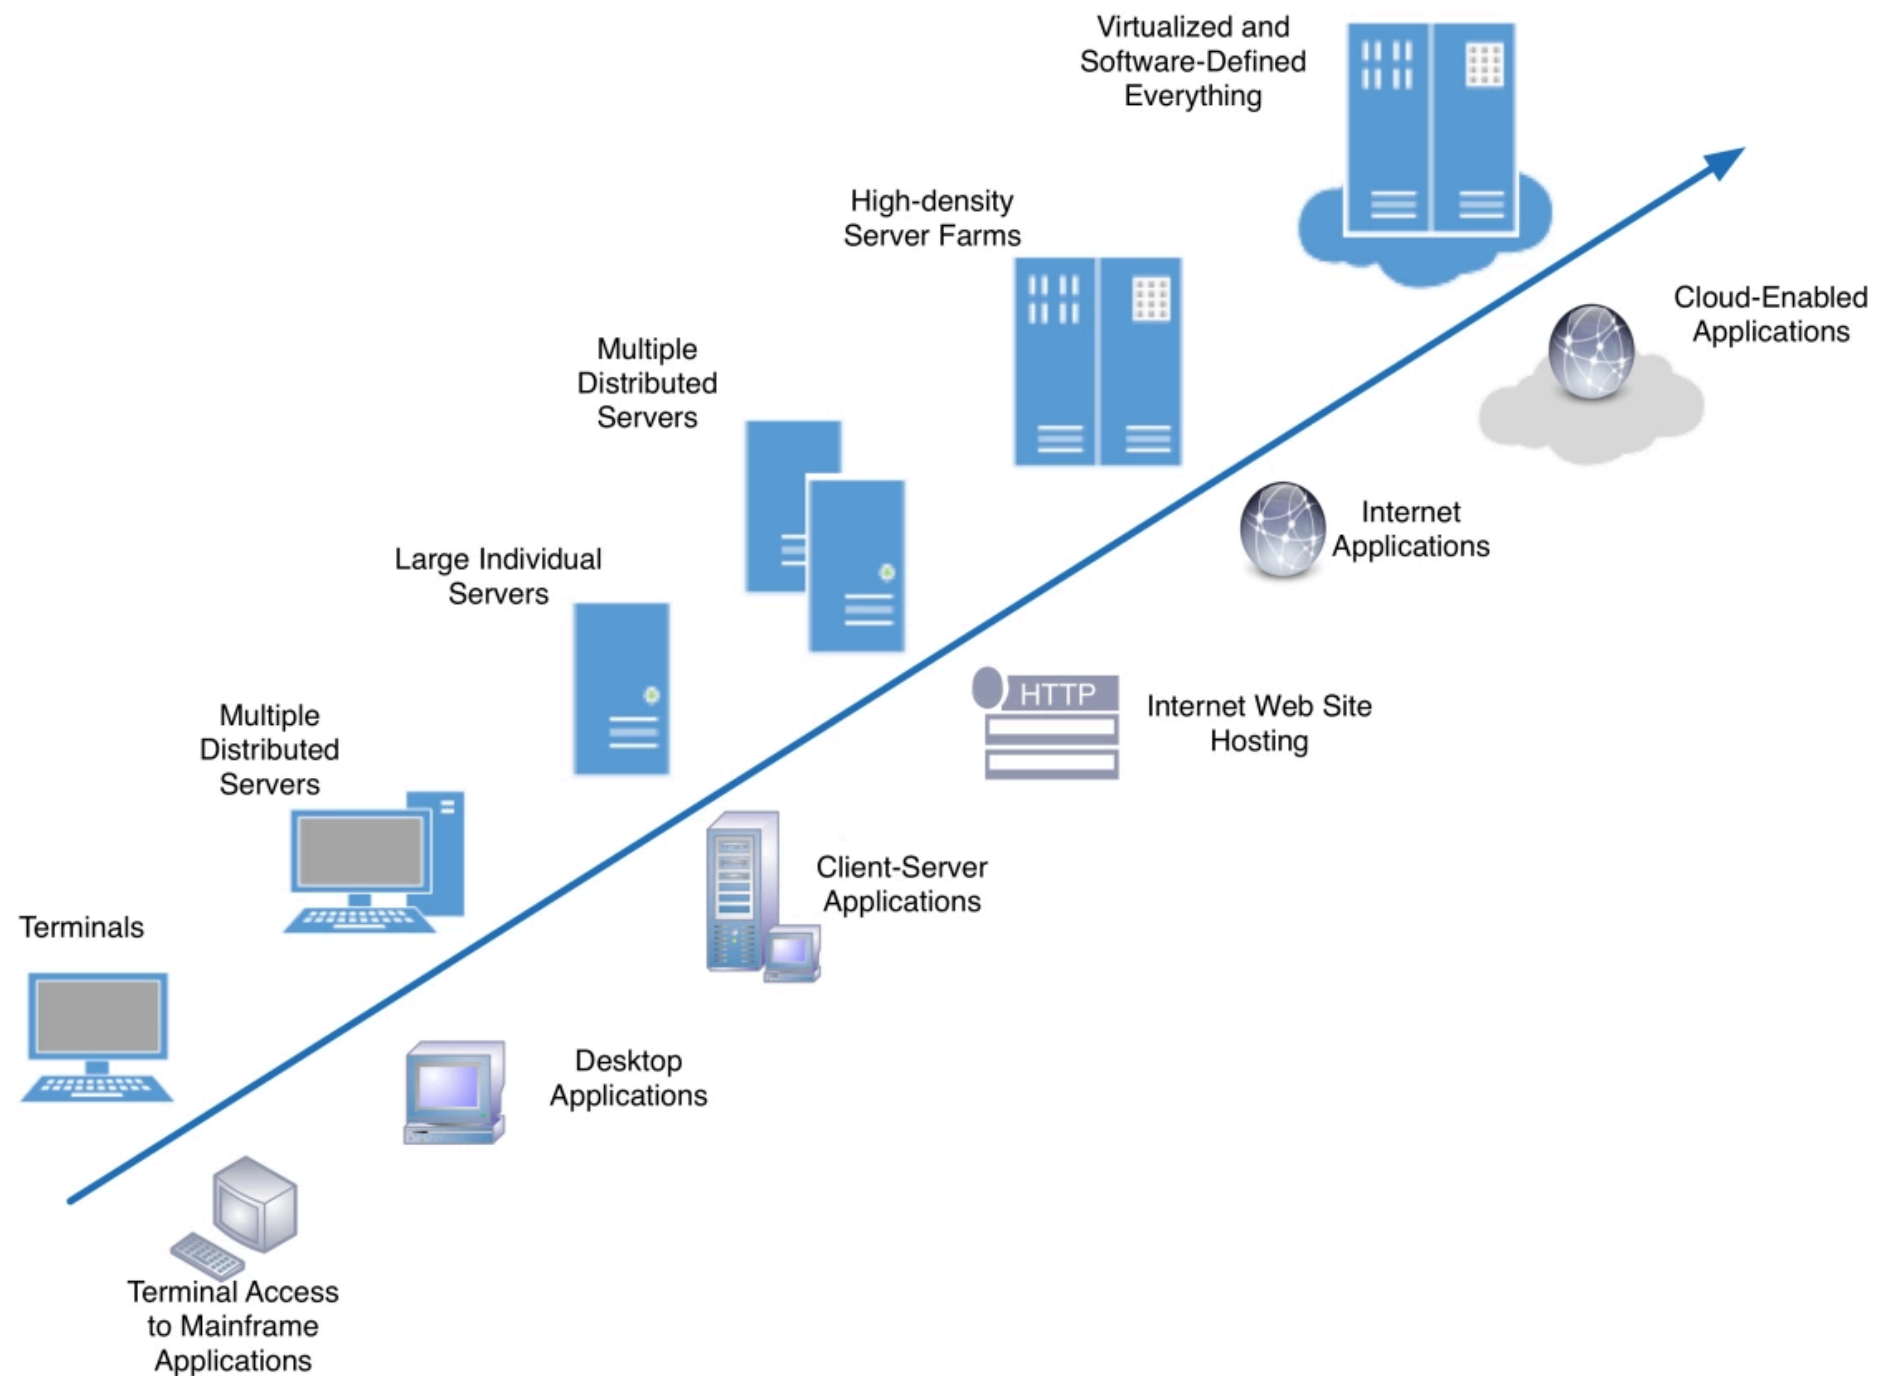 Virtualized and
Software-Defined
Everything
High-density
Server Farms
Cloud-Enabled
Applications
Multiple
Distributed
Servers
Internet
Applications
Large Individual
Servers
HTTP
Internet Web Site
Hosting
Multiple
Distributed
Servers
Client-Server
Applications
Terminals
Desktop
Applications
Terminal Access
to Mainframe
Applications